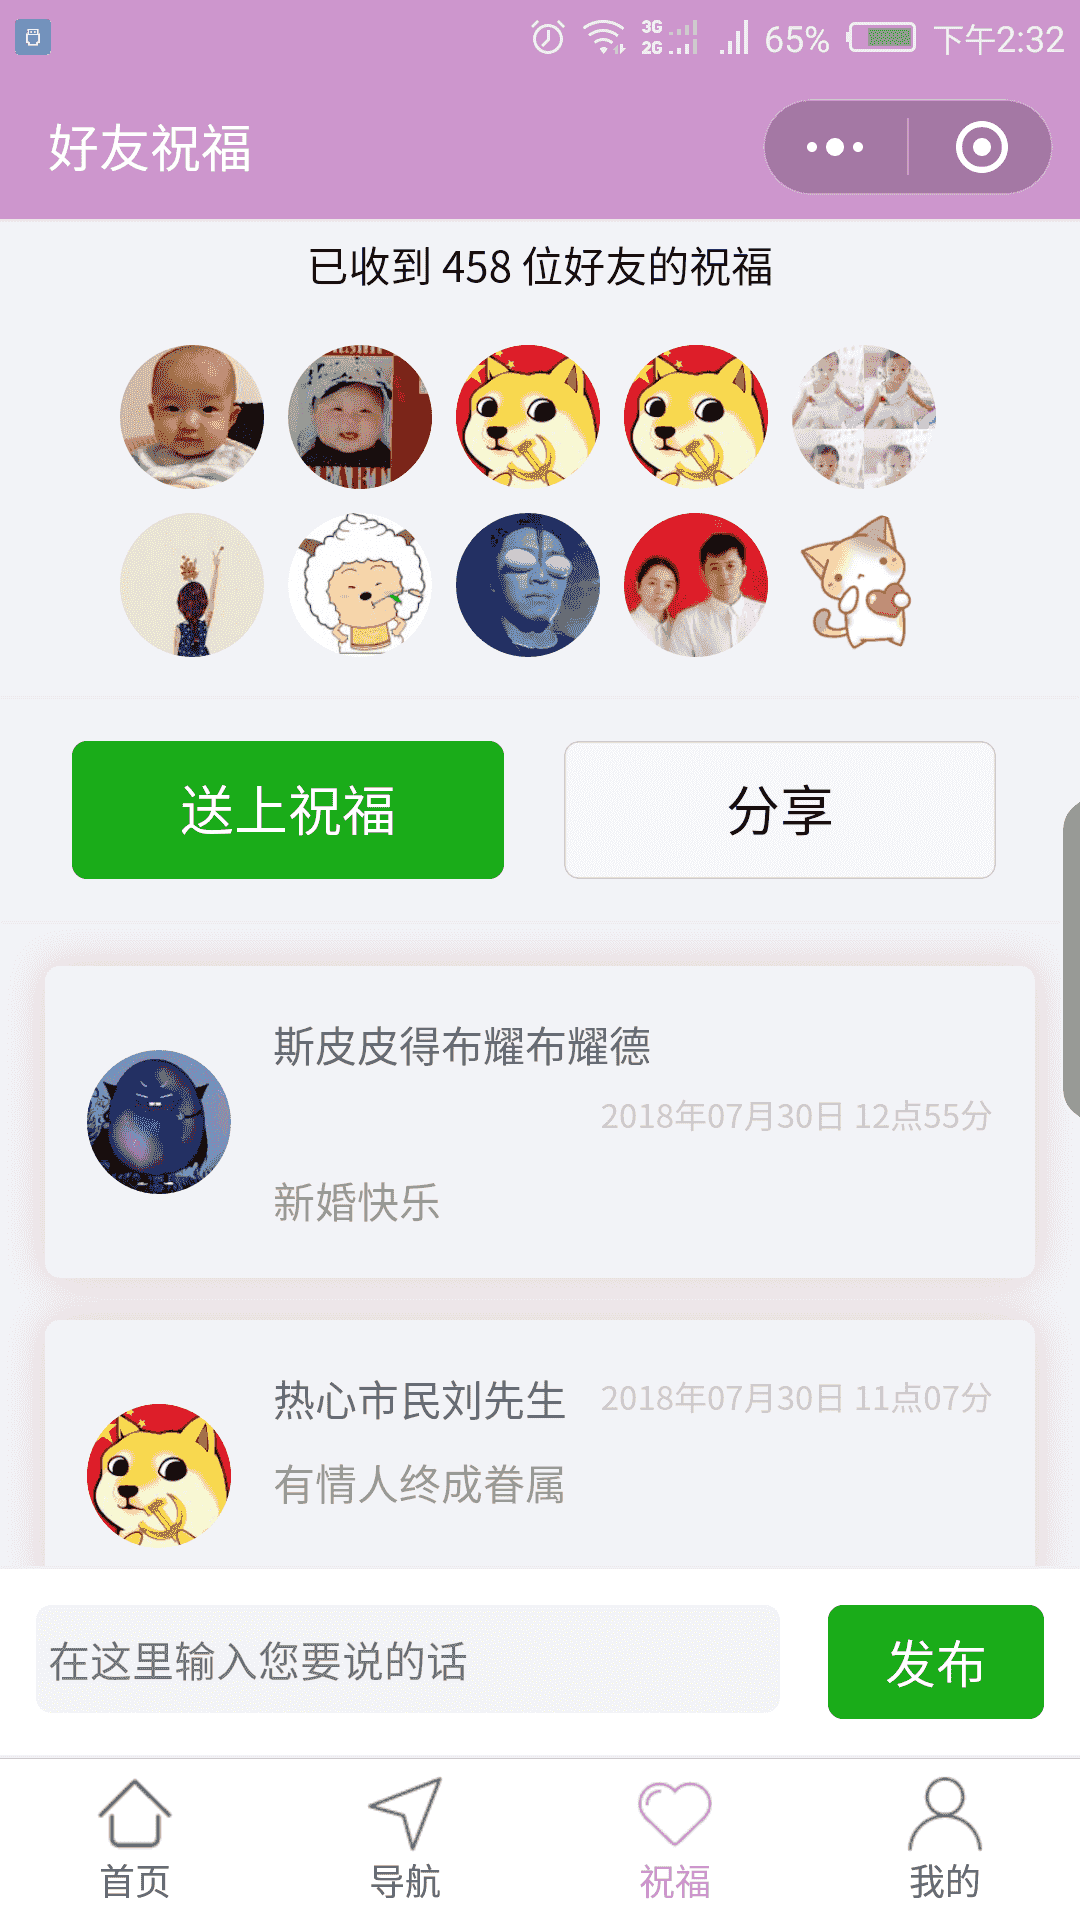 3G
2G
65%
下午2:32
好友祝福
已收到 458 位好友的祝福
送上祝福
分享
斯皮皮得布耀布耀德
2018年07月30日 12点55分
新婚快乐
热心市民刘先生
2018年07月30日 11点07分
有情人终成眷属
在这里输入您要说的话
发布
首页
导航
祝福
我的